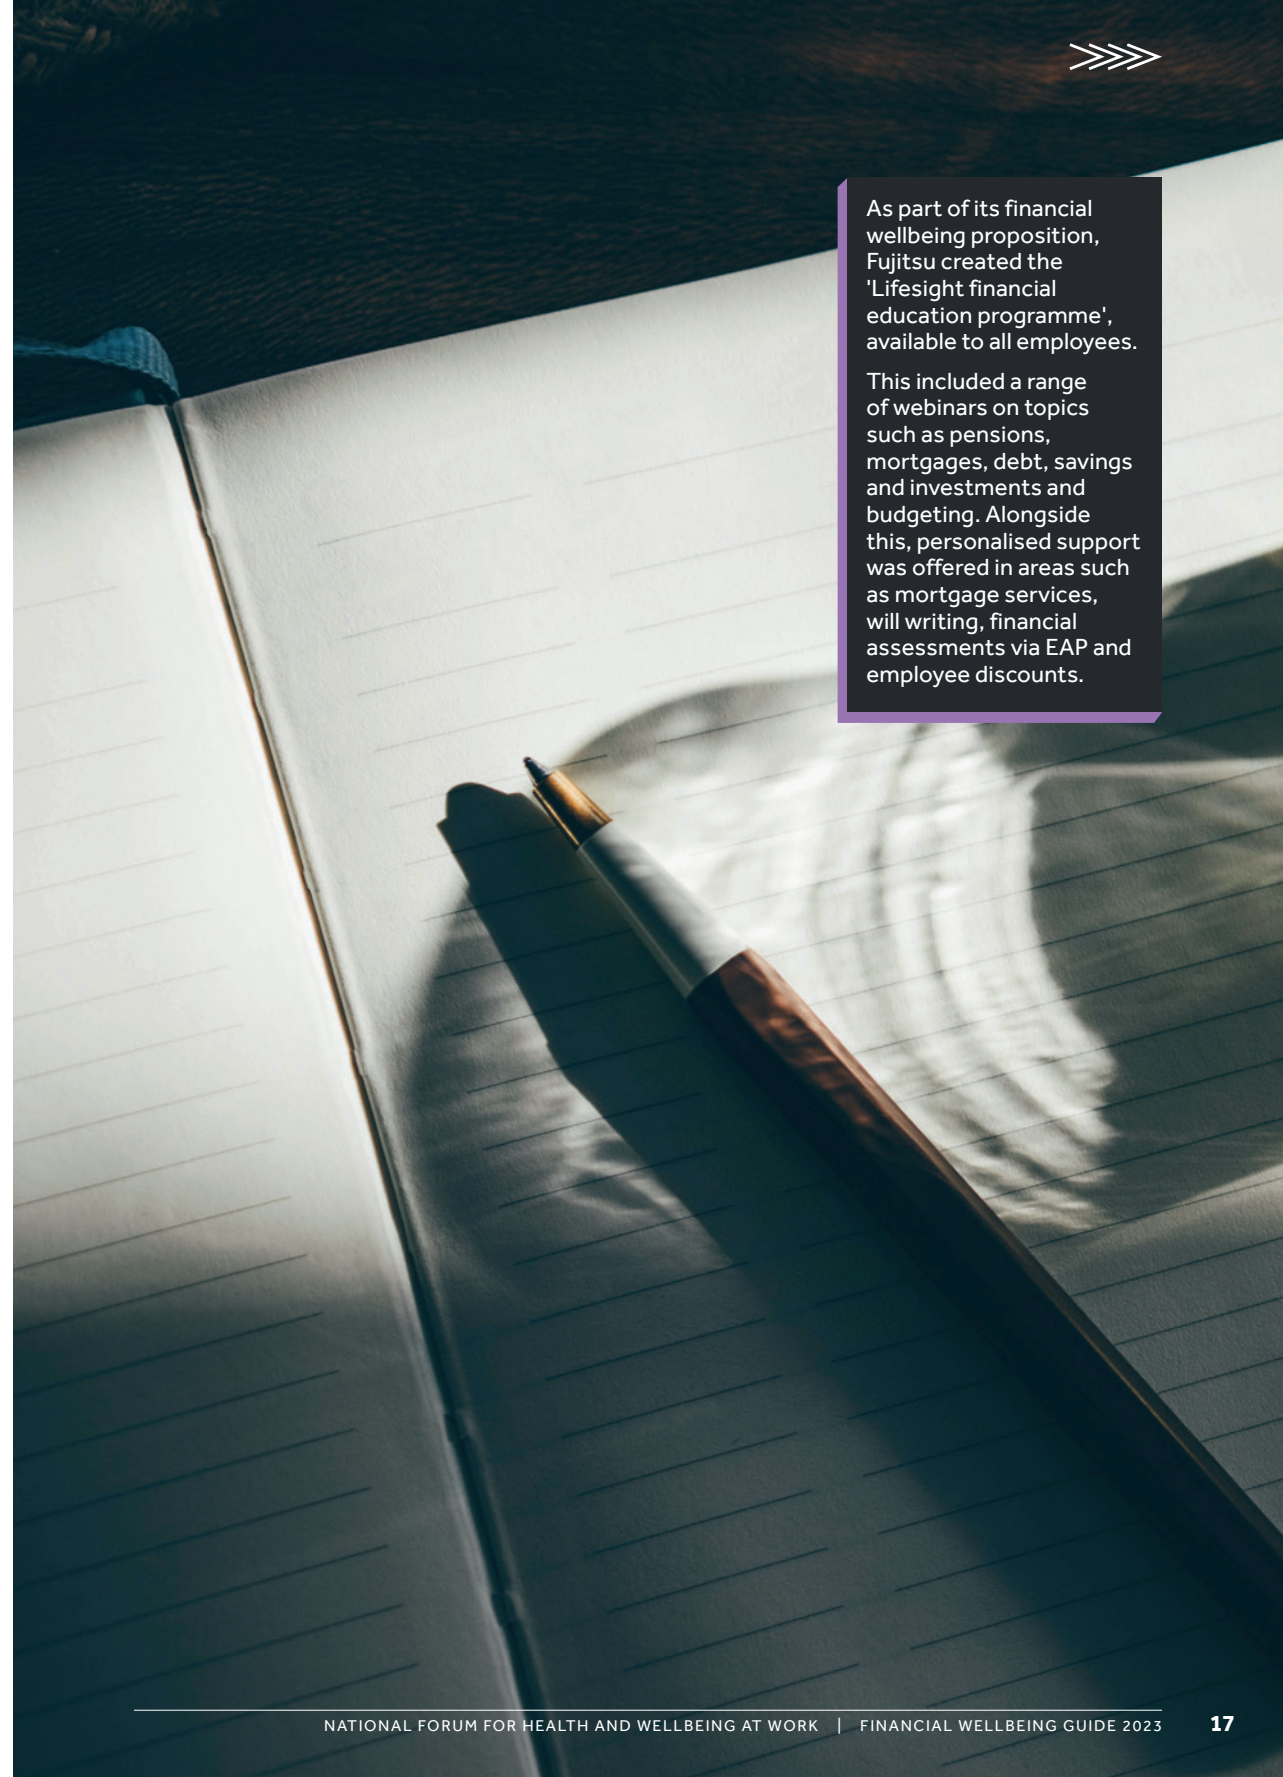 As part of its financial
wellbeing proposition,
Fujitsu created the
'Lifesight financial
education programme',
available to all employees.
This included a range
of webinars on topics
such as pensions,
mortgages, debt, savings
and investments and
budgeting. Alongside
this, personalised support
was offered in areas such
as mortgage services,
will writing, financial
assessments via EAP and
employee discounts.
NATIONAL FORUM FOR HEALTH AND WELLBEING AT WORK | FINANCIAL WELLBEING GUIDE 2023 17